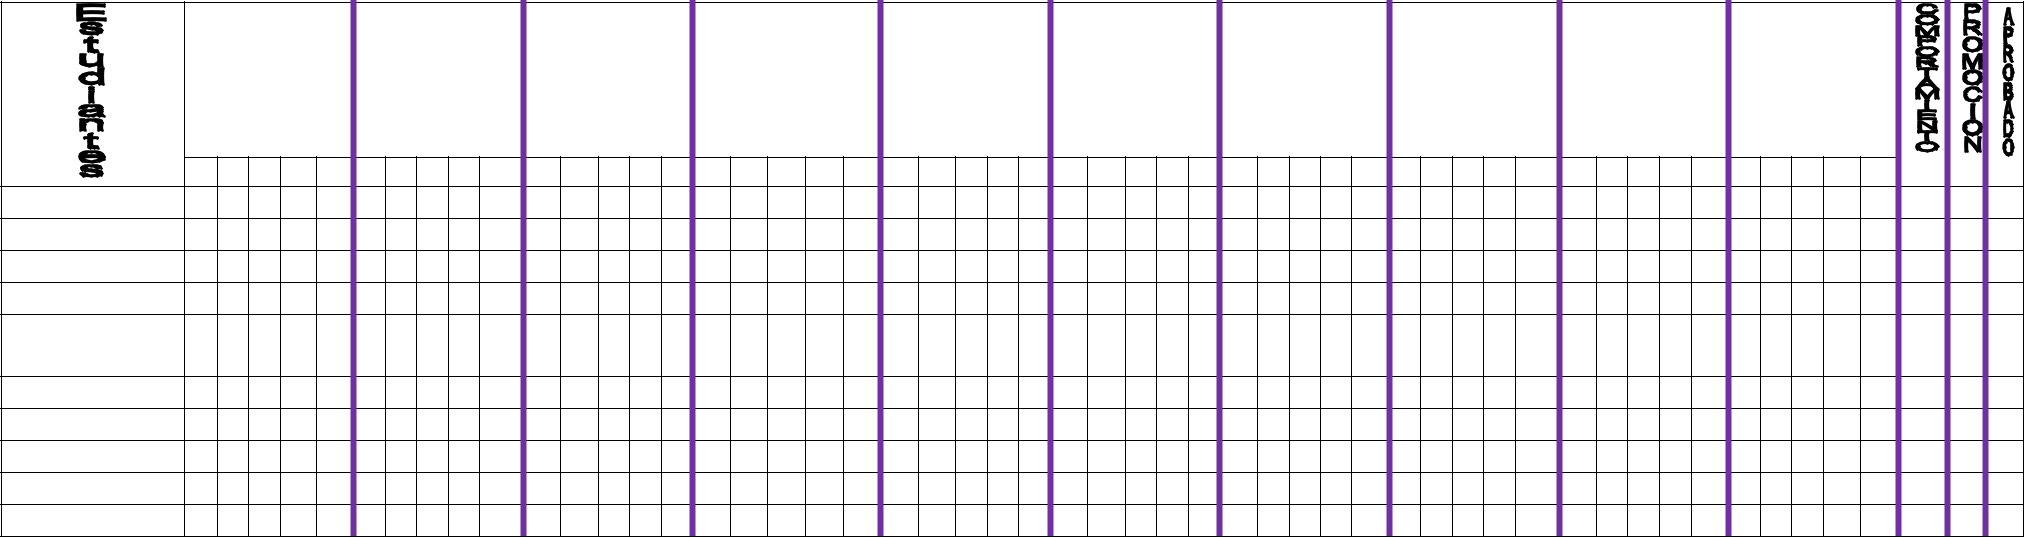 Estudiantes
COMPORTAMIENTO
PROMOCION
APROBADO